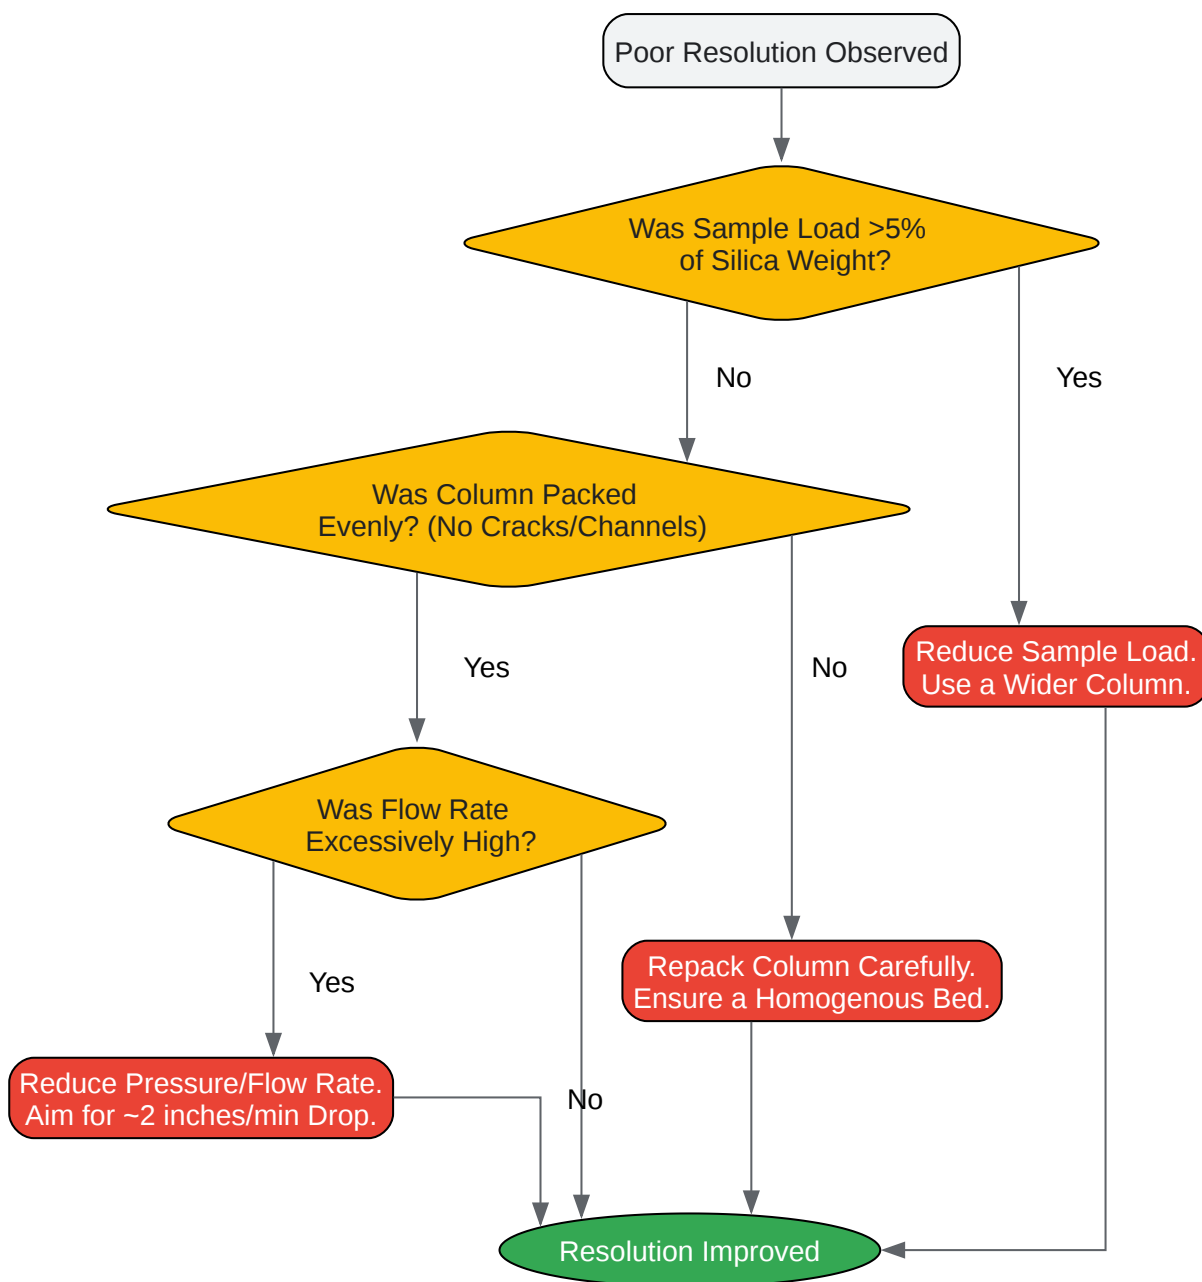 Poor Resolution Observed
Was Sample Load >5%
of Silica Weight?
No
Yes
Was Column Packed
Evenly? (No Cracks/Channels)
Yes
No
Reduce Sample Load.
Use a Wider Column.
Was Flow Rate
Excessively High?
Yes
No
Repack Column Carefully.
Ensure a Homogenous Bed.
Reduce Pressure/Flow Rate.
Aim for ~2 inches/min Drop.
Resolution Improved